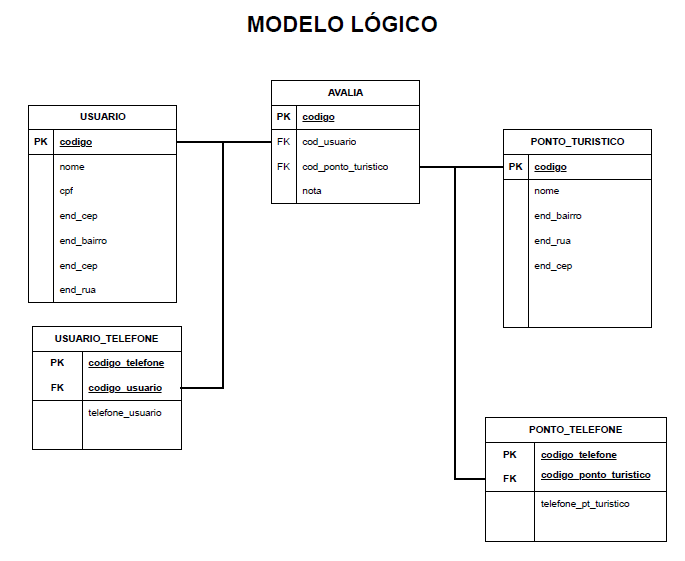 MODELO LÓGICO
USUARIO
PK codigo
nome
cpf
end_cep
end_bairro
end_cep
end_rua
AVALIA
PK codigo
FK cod_usuario
FK cod_ponto_turistico
nota
PONTO_TURISTICO
PK codigo
nome
end_bairro
end_rua
end_cep
USUARIO_TELEFONE
PK codigo_telefone
FK codigo_usuario
telefone_usuario
PONTO_TELEFONE
PK codigo_telefone
FK codigo_ponto_turistico
telefone_pt_turistico